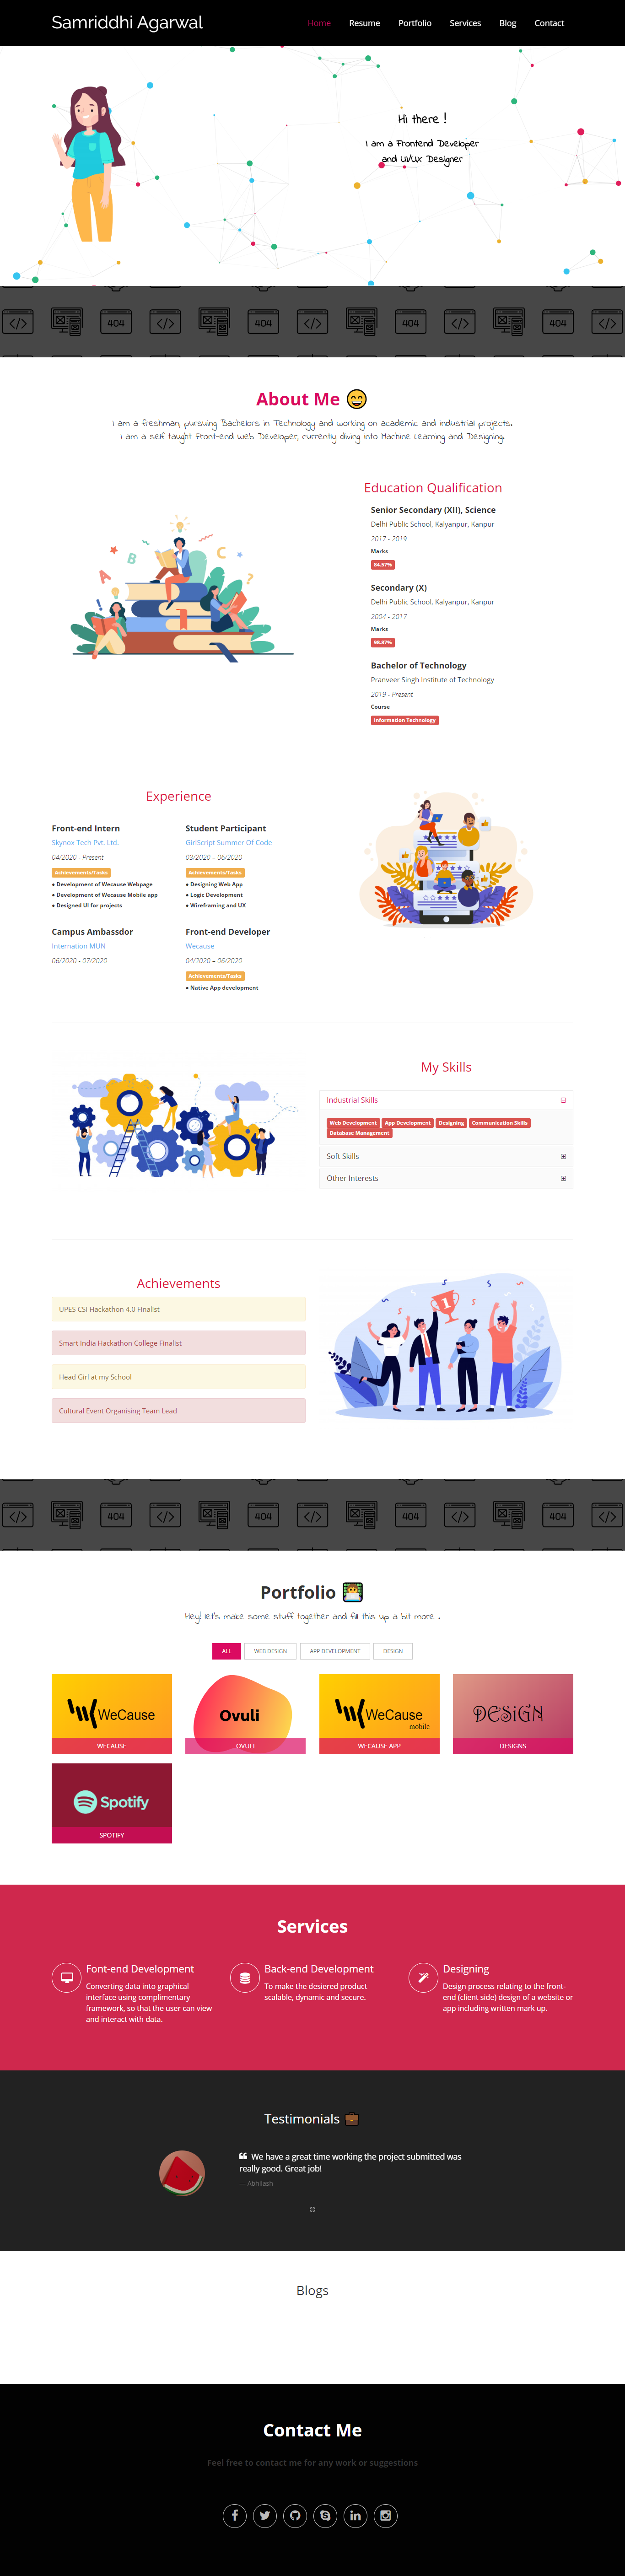 Samriddhi Agarwal
Home Resume Portfolio Services Blog Contact
Hi there !
I am a Frontend Developer
and UI/UX Designer
</> 404 </> 404 </> 404 </> 404 </>
About Me
I am a freshman, pursuing Bachelors in Technology and working on academic and industrial projects.
I am a self taught Front-end Web Developer, currently diving into Machine Learning and Designing.
A B C ?
Education Qualification
Senior Secondary (XII), Science
Delhi Public School, Kalyanpur, Kanpur
2017 - 2019
Marks
84.57%
Secondary (X)
Delhi Public School, Kalyanpur, Kanpur
2004 - 2017
Marks
98.87%
Bachelor of Technology
Pranveer Singh Institute of Technology
2019 - Present
Course
Information Technology
Experience
Front-end Intern
Skynox Tech Pvt. Ltd.
04/2020 - Present
Achievements/Tasks
● Development of Wecause Webpage
● Development of Wecause Mobile app
● Designed UI for projects
Student Participant
GirlScript Summer Of Code
03/2020 – 06/2020
Achievements/Tasks
● Designing Web App
● Logic Development
● Wireframing and UX
Campus Ambassdor
Internation MUN
06/2020 - 07/2020
Front-end Developer
Wecause
04/2020 – 06/2020
Achievements/Tasks
● Native App development
My Skills
Industrial Skills
Web Development App Development Designing Communication Skills
Database Management
Soft Skills
Other Interests
Achievements
UPES CSI Hackathon 4.0 Finalist
Smart India Hackathon College Finalist
Head Girl at my School
Cultural Event Organising Team Lead
1
</> 404 </> 404 </> 404 </> 404 </>
Portfolio
Hey! let's make some stuff together and fill this up a bit more .
ALL WEB DESIGN APP DEVELOPMENT DESIGN
WeCause
WECAUSE
Ovuli
OVULI
WeCause
mobile
WECAUSE APP
DESIGN
DESIGNS
Spotify
SPOTIFY
Services
Font-end Development
Converting data into graphical
interface using complimentary
framework, so that the user can view
and interact with data.
Back-end Development
To make the desiered product
scalable, dynamic and secure.
Designing
Design process relating to the front-
end (client side) design of a website or
app including written mark up.
Testimonials
“ We have a great time working the project submitted was
really good. Great job!
— Abhilash
Blogs
Contact Me
Feel free to contact me for any work or suggestions